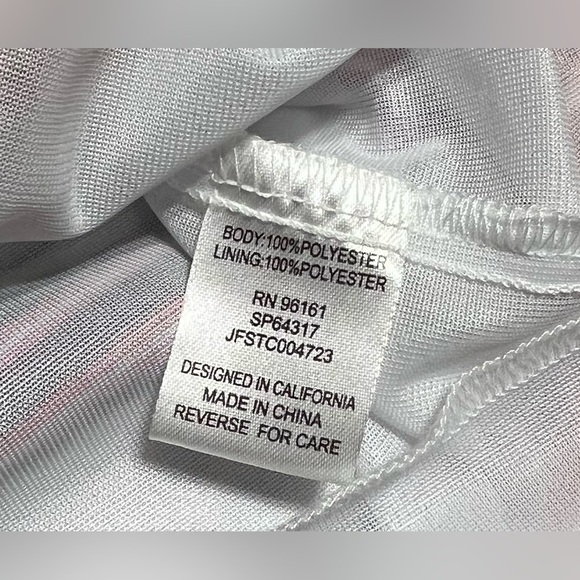 BODY:100%POLYESTER
LINING:100%POLYESTER
RN 96161
SP64317
JFSTC004723
DESIGNED IN CALIFORNIA
MADE IN CHINA
REVERSE FOR CARE